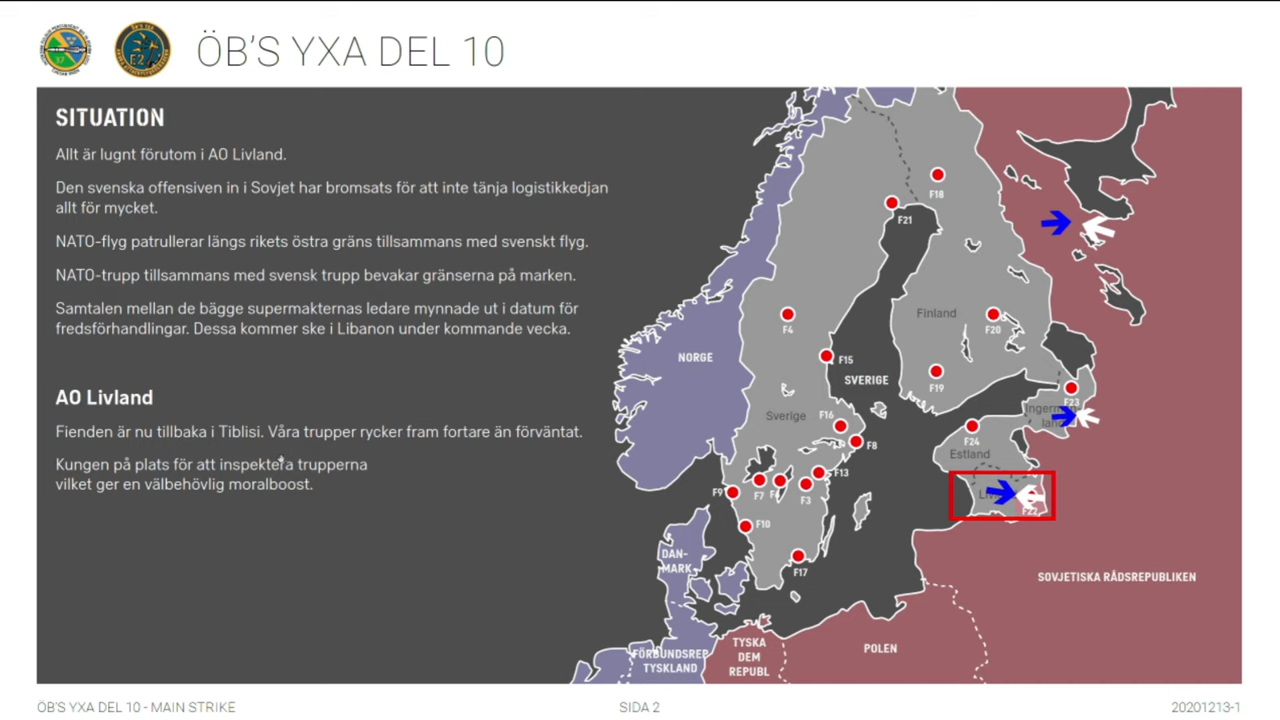 ÖB'S YXA DEL 10
SITUATION
Allt är lugnt förutom i AO Livland.
Den svenska offensiven in i Sovjet har bromsats för att inte tänja logistikkedjan
allt för mycket.
NATO-flyg patrullerar längs rikets östra gräns tillsammans med svenskt flyg.
NATO-trupp tillsammans med svensk trupp bevakar gränserna på marken.
Samtalen mellan de bägge supermakternas ledare mynnade ut i datum för
fredsförhandlingar. Dessa kommer ske i Libanon under kommande vecka.
AO Livland
Fienden är nu tillbaka i Tiblisi. Våra trupper rycker fram fortare än förväntat.
Kungen på plats för att inspektera trupperna
vilket ger en välbehövlig moralboost.
F18
F21
Finland
F4
F20
NORGE
F15
F19
SVERIGE
F23
Sverige
F16
F24
F8
Estland
F13
F9
F7
F3
F10
F17
DAN-
MARK
SOVJETISKA RÅDSREPUBLIKEN
FÖRBUNDSREP
TYSKLAND
TYSKA
DEM
REPUBL
POLEN
ÖB'S YXA DEL 10 - MAIN STRIKE
SIDA 2
20201213-1